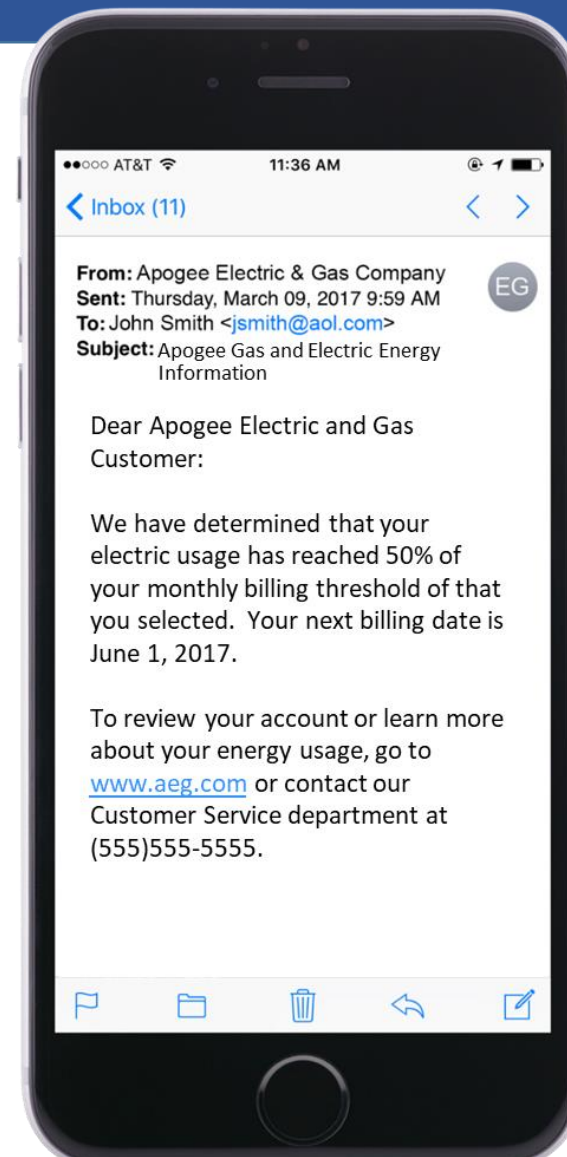 AT&T 11:36 AM
Inbox (11)
From: Apogee Electric & Gas Company
EG
Sent: Thursday, March 09, 2017 9:59 AM
To: John Smith <jsmith@aol.com>
Subject: Apogee Gas and Electric Energy
Information
Dear Apogee Electric and Gas
Customer:
We have determined that your
electric usage has reached 50% of
your monthly billing threshold of that
you selected.  Your next billing date is
June 1, 2017.
To review your account or learn more
about your energy usage, go to
www.aeg.com or contact our
Customer Service department at
(555)555-5555.